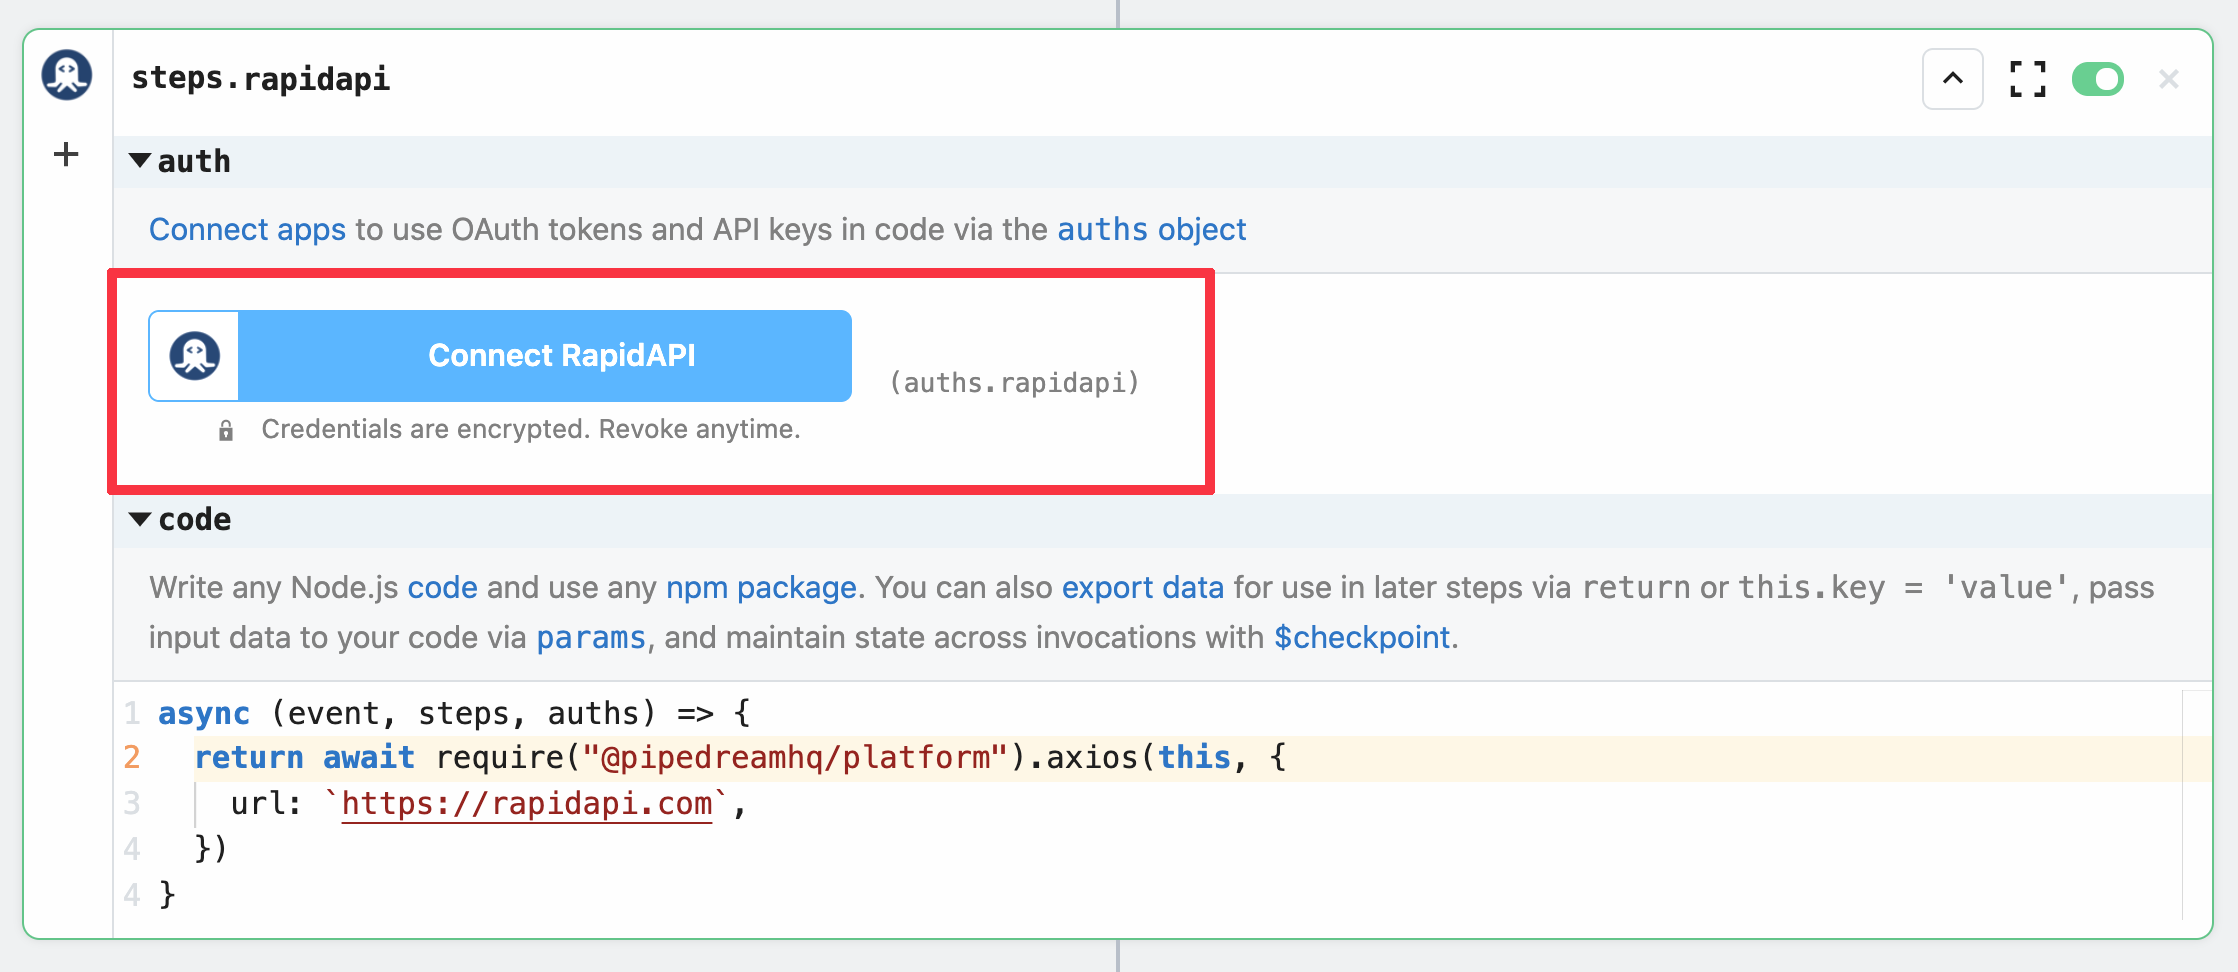 steps.rapidapi
auth
Connect apps to use OAuth tokens and API keys in code via the auths object
Connect RapidAPI
(auths.rapidapi)
Credentials are encrypted. Revoke anytime.
code
Write any Node.js code and use any npm package. You can also export data for use in later steps via return or this.key = 'value', pass
input data to your code via params, and maintain state across invocations with $checkpoint.
1 async (event, steps, auths) => {
2   return await require("@pipedreamhq/platform").axios(this, {
3     url: `https://rapidapi.com`,
4   })
4 }